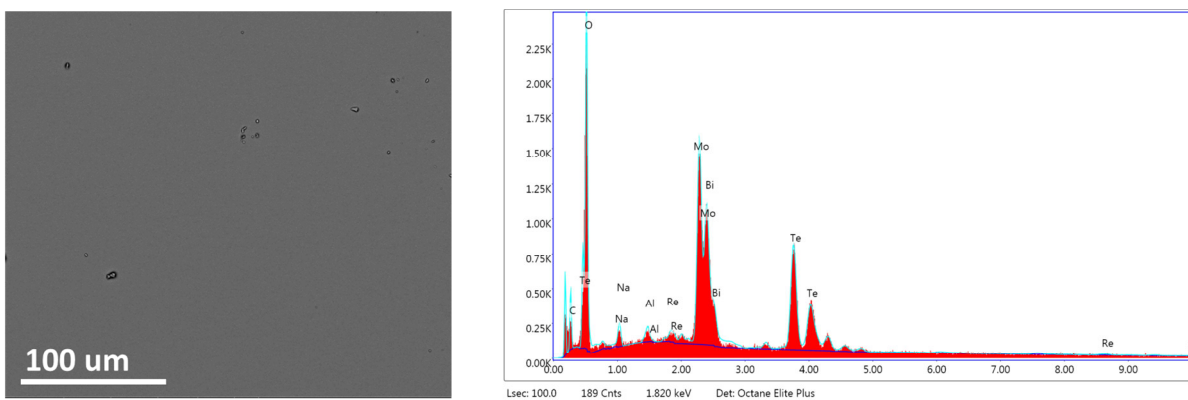 100 um
2.25K
2.00K
1.75K
1.50K
1.25K
1.00K
0.75K
0.50K
0.25K
0.00K
O
Mo
Bi
Mo
Te
Te
Te
Bi
Na
Al
Re
C
Na
Al
Re
Re
0.00 1.00 2.00 3.00 4.00 5.00 6.00 7.00 8.00 9.00
Lsec: 100.0 189 Cnts 1.820 keV Det: Octane Elite Plus